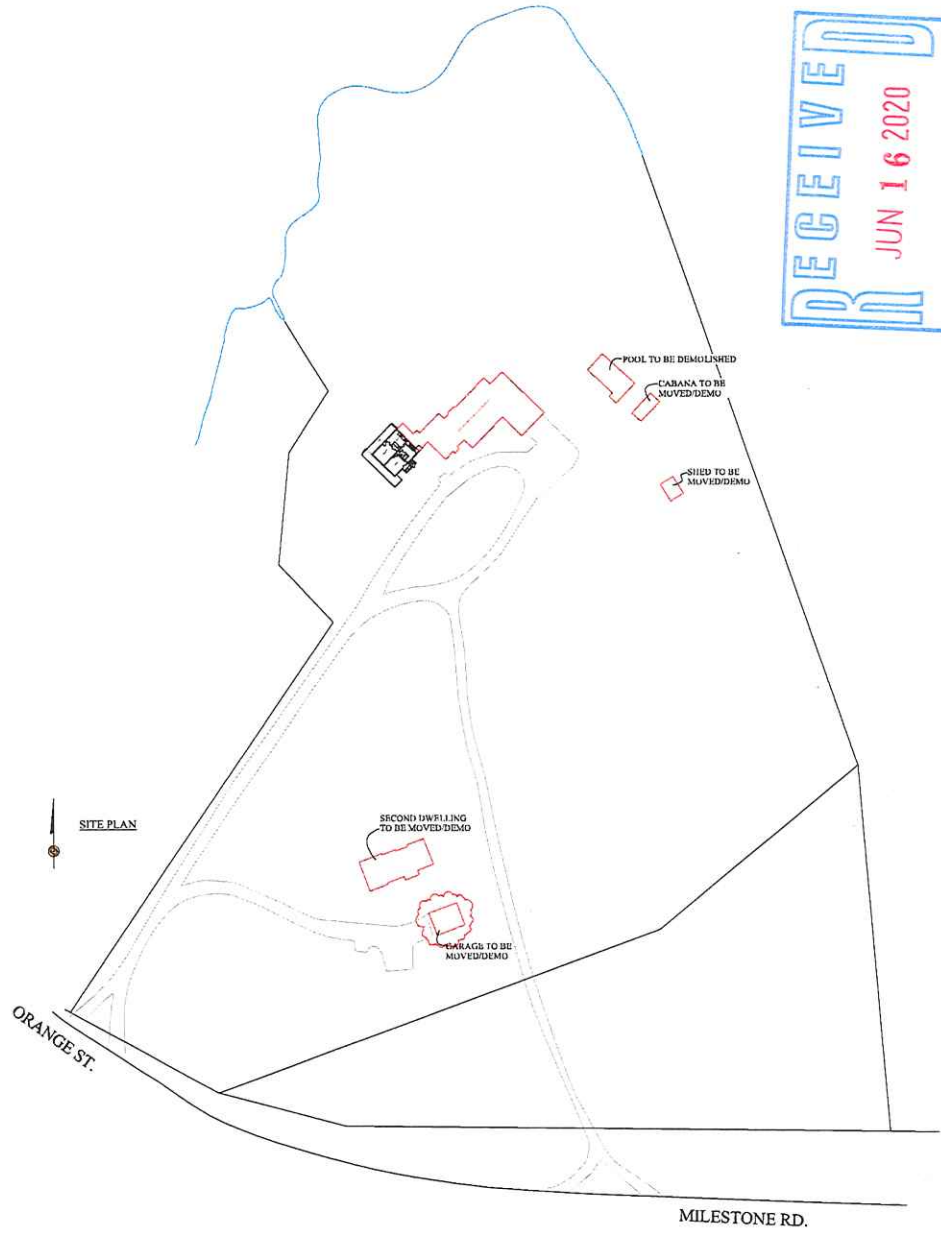 RECEIVED
JUN 16 2020
POOL TO BE DEMOLISHED
CABANA TO BE
MOVED/DEMO
SHED TO BE
MOVED/DEMO
SITE PLAN
SECOND DWELLING
TO BE MOVED/DEMO
GARAGE TO BE
MOVED/DEMO
ORANGE ST.
MILESTONE RD.